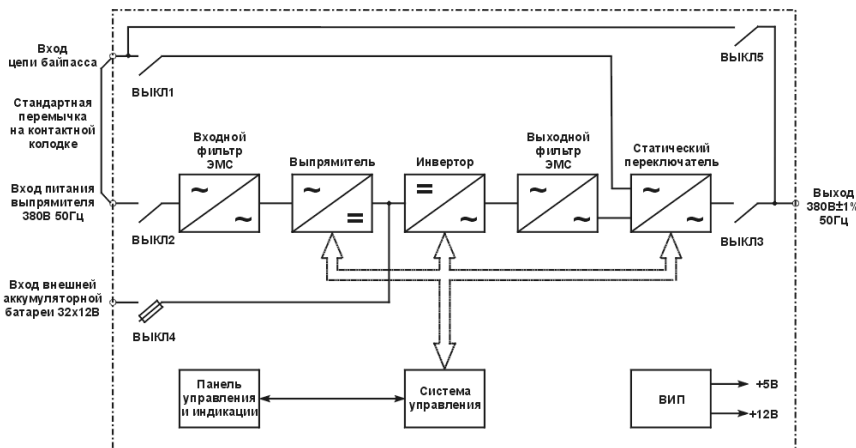 Вход
цепи байпаса
ВЫКЛ1
ВЫКЛ5
Стандартная
перемычка
на контактной
колодке
Входной
фильтр
ЭМС
Выпрямитель
Инвертор
Выходной
фильтр
ЭМС
Статический
переключатель
~
~
~
=
=
~
~
~
~
~
Вход питания
выпрямителя
380В 50Гц
ВЫКЛ2
ВЫКЛ3
Выход
380В±1%
50Гц
Вход внешней
аккумуляторной
батареи 32х12В
ВЫКЛ4
Панель
управления
и индикации
Система
управления
ВИП
+5В
+12В